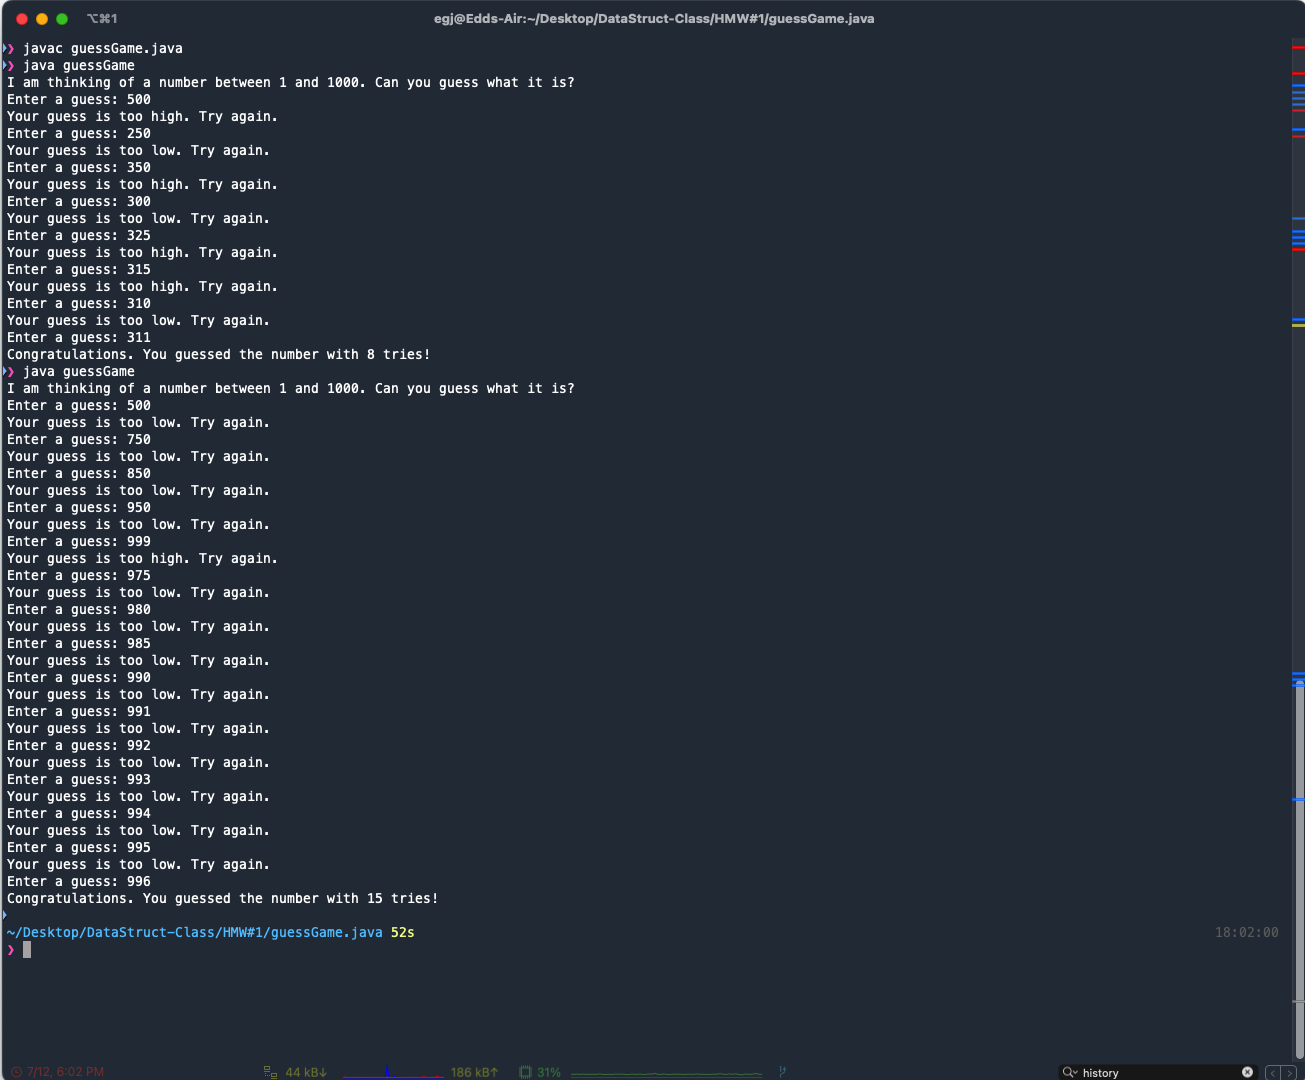 ⌥⌘1
egj@Edds-Air:~/Desktop/DataStruct-Class/HMW#1/guessGame.java
❯ javac guessGame.java
❯ java guessGame
I am thinking of a number between 1 and 1000. Can you guess what it is?
Enter a guess: 500
Your guess is too high. Try again.
Enter a guess: 250
Your guess is too low. Try again.
Enter a guess: 350
Your guess is too high. Try again.
Enter a guess: 300
Your guess is too low. Try again.
Enter a guess: 325
Your guess is too high. Try again.
Enter a guess: 315
Your guess is too high. Try again.
Enter a guess: 310
Your guess is too low. Try again.
Enter a guess: 311
Congratulations. You guessed the number with 8 tries!
❯ java guessGame
I am thinking of a number between 1 and 1000. Can you guess what it is?
Enter a guess: 500
Your guess is too low. Try again.
Enter a guess: 750
Your guess is too low. Try again.
Enter a guess: 850
Your guess is too low. Try again.
Enter a guess: 950
Your guess is too low. Try again.
Enter a guess: 999
Your guess is too high. Try again.
Enter a guess: 975
Your guess is too low. Try again.
Enter a guess: 980
Your guess is too low. Try again.
Enter a guess: 985
Your guess is too low. Try again.
Enter a guess: 990
Your guess is too low. Try again.
Enter a guess: 991
Your guess is too low. Try again.
Enter a guess: 992
Your guess is too low. Try again.
Enter a guess: 993
Your guess is too low. Try again.
Enter a guess: 994
Your guess is too low. Try again.
Enter a guess: 995
Your guess is too low. Try again.
Enter a guess: 996
Congratulations. You guessed the number with 15 tries!
~/Desktop/DataStruct-Class/HMW#1/guessGame.java 52s 18:02:00
❯
7/12, 6:02 PM 44 kB↓ 186 kB↑ 31% history